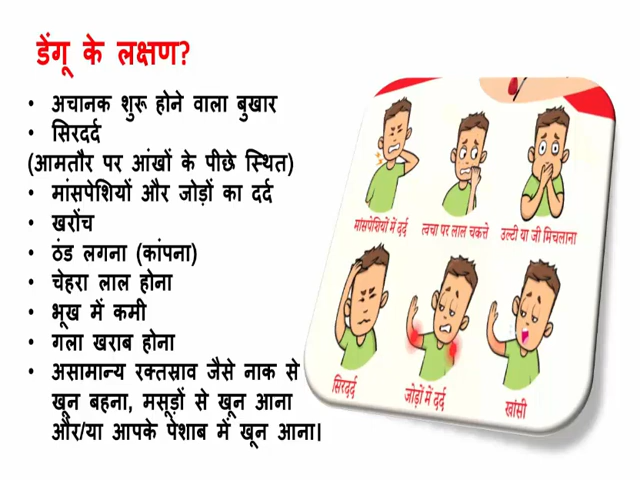 डेंगू के लक्षण?
• अचानक शुरू होने वाला बुखार
• सिरदर्द
(आमतौर पर आंखों के पीछे स्थित)
• मांसपेशियों और जोड़ों का दर्द
• खरोंच
• ठंड लगना (कांपना)
• चेहरा लाल होना
• भूख में कमी
• गला खराब होना
• असामान्य रक्तस्राव जैसे नाक से
खून बहना, मसूड़ों से खून आना
और/या आपके पेशाब में खून आना।
मांसपेशियों में दर्द
त्वचा पर लाल चकत्ते
उल्टी या जी मिचलाना
सिरदर्द
जोड़ों में दर्द
खांसी